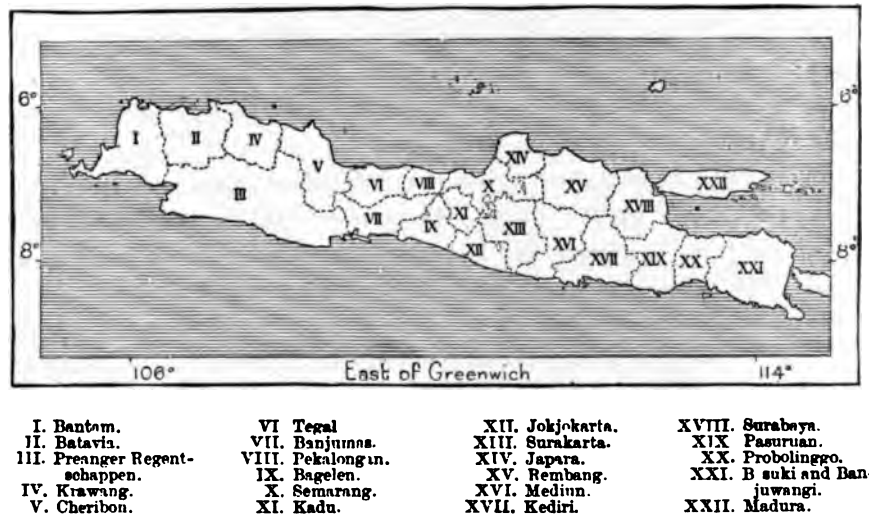 6° 6°
I II IV
V
XIV
VI VIII X XV XXII
III
XVIII
VII XI
IX XIII
XII XVI
8° XVII XIX XX XXI 8°
106° East of Greenwich 114°
I. Bantam.
II. Batavia.
III. Preanger Regent-
schappen.
IV. Krawang.
V. Cheribon.
VI Tegal
VII. Banjumas.
VIII. Pekalongan.
IX. Bagelen.
X. Semarang.
XI. Kadu.
XII. Jokjokarta.
XIII. Surakarta.
XIV. Japara.
XV. Rembang.
XVI. Mediun.
XVII. Kediri.
XVIII. Surabaya.
XIX Pasuruan.
XX. Probolinggo.
XXI. B suki and Ban-
juwangi.
XXII. Madura.